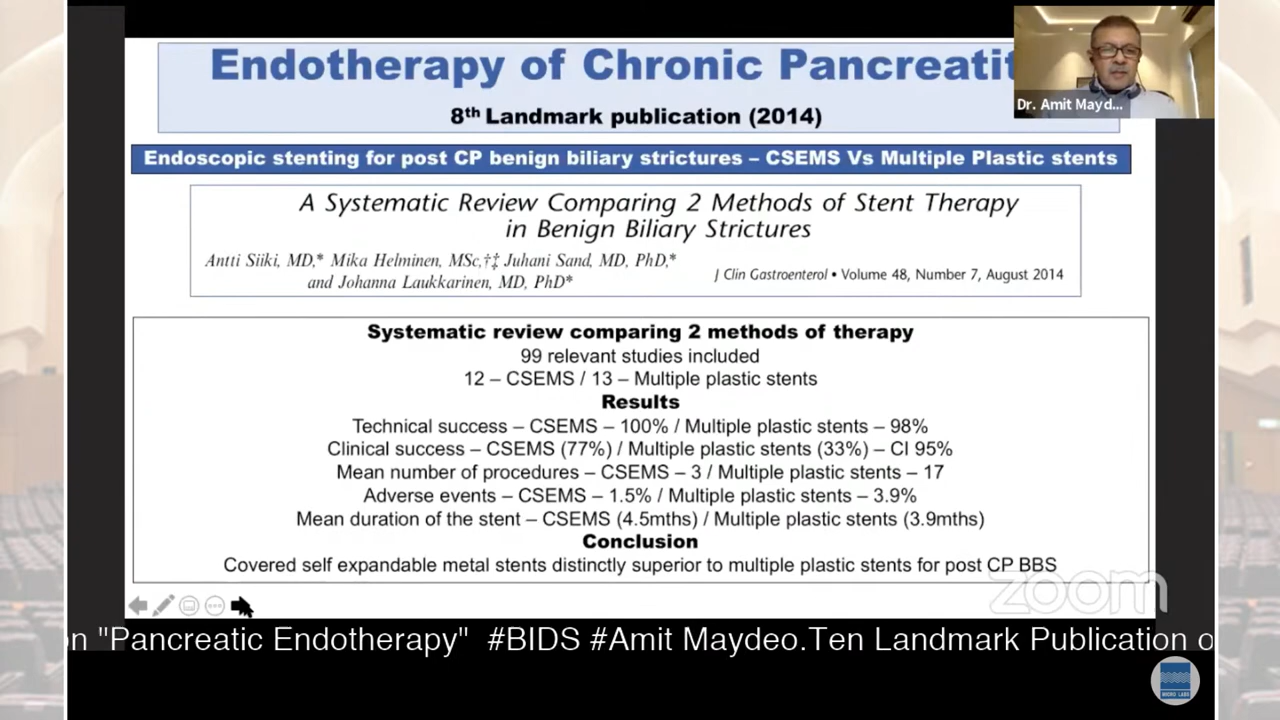 Endotherapy of Chronic Pancreatit
8th Landmark publication (2014)
Dr. Amit Mayd...
Endoscopic stenting for post CP benign biliary strictures – CSEMS Vs Multiple Plastic stents
A Systematic Review Comparing 2 Methods of Stent Therapy
in Benign Biliary Strictures
Antti Siiki, MD,* Mika Helminen, MSc,†‡ Juhani Sand, MD, PhD,*
and Johanna Laukkarinen, MD, PhD*
J Clin Gastroenterol • Volume 48, Number 7, August 2014
Systematic review comparing 2 methods of therapy
99 relevant studies included
12 – CSEMS / 13 – Multiple plastic stents
Results
Technical success – CSEMS – 100% / Multiple plastic stents – 98%
Clinical success – CSEMS (77%) / Multiple plastic stents (33%) – CI 95%
Mean number of procedures – CSEMS – 3 / Multiple plastic stents – 17
Adverse events – CSEMS – 1.5% / Multiple plastic stents – 3.9%
Mean duration of the stent – CSEMS (4.5mths) / Multiple plastic stents (3.9mths)
Conclusion
Covered self expandable metal stents distinctly superior to multiple plastic stents for post CP BBS
zoom
on "Pancreatic Endotherapy" #BIDS #Amit Maydeo.Ten Landmark Publication o
MICRO LABS